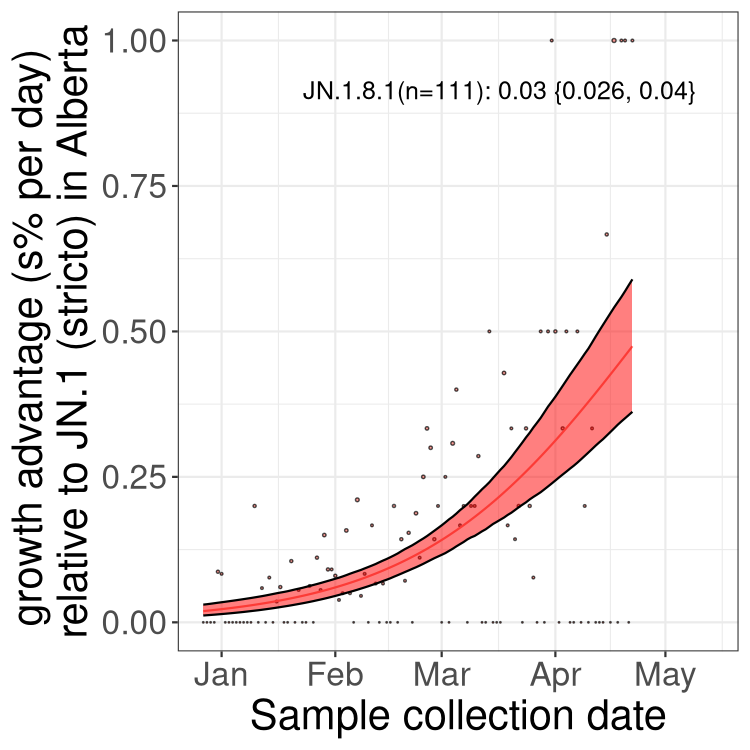 growth advantage (s% per day)
relative to JN.1 (stricto) in Alberta
1.00
0.75
0.50
0.25
0.00
JN.1.8.1(n=111): 0.03 {0.026, 0.04}
Jan Feb Mar Apr May
Sample collection date